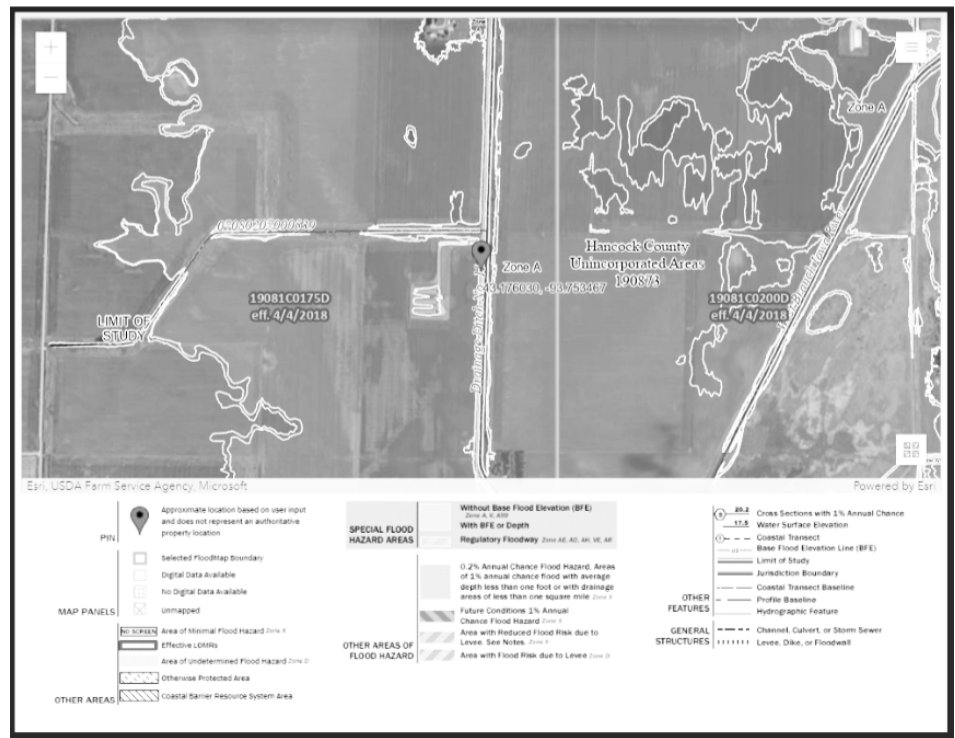 Zone A
07080207000689
Hancock County
Unincorporated Areas
190873
Zone A
43.176030, -93.753467
19081C0175D
eff. 4/4/2018
19081C0200D
eff. 4/4/2018
LIMIT OF
STUDY
Drainage Ditch No
Esri, USDA Farm Service Agency, Microsoft
Powered by Esri
PIN
Approximate location based on user input
and does not represent an authoritative
property location
MAP PANELS
Selected FloodMap Boundary
Digital Data Available
No Digital Data Available
Unmapped
OTHER AREAS
NO SCREEN Area of Minimal Flood Hazard Zone X
Effective LOMRs
Area of Undetermined Flood Hazard Zone D
Otherwise Protected Area
Coastal Barrier Resource System Area
SPECIAL FLOOD
HAZARD AREAS
Without Base Flood Elevation (BFE)
Zone A, V, A99
With BFE or Depth
Regulatory Floodway Zone AE, AO, AH, VE, AR
OTHER AREAS OF
FLOOD HAZARD
0.2% Annual Chance Flood Hazard, Areas
of 1% annual chance flood with average
depth less than one foot or with drainage
areas of less than one square mile Zone X
Future Conditions 1% Annual
Chance Flood Hazard Zone X
Area with Reduced Flood Risk due to
Levee. See Notes. Zone X
Area with Flood Risk due to Levee Zone D
OTHER
FEATURES
B 20.2 Cross Sections with 1% Annual Chance
17.5 Water Surface Elevation
Coastal Transect
Base Flood Elevation Line (BFE)
Limit of Study
Jurisdiction Boundary
Coastal Transect Baseline
Profile Baseline
Hydrographic Feature
GENERAL
STRUCTURES
Channel, Culvert, or Storm Sewer
Levee, Dike, or Floodwall